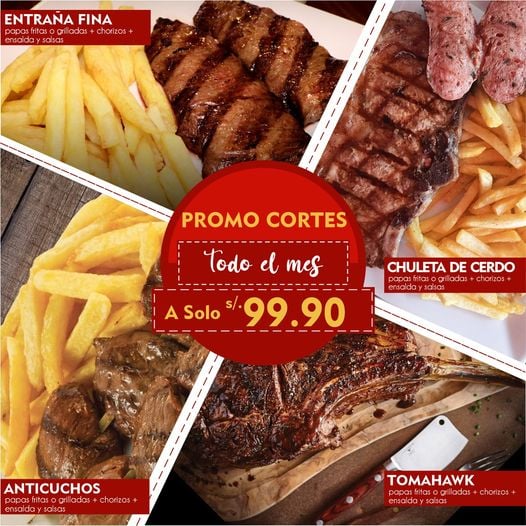 ENTRAÑA FINA
papas fritas o grilladas + chorizos +
ensalda y salsas
PROMO CORTES
Todo el mes
A Solo s/. 99.90
CHULETA DE CERDO
papas fritas o grilladas + chorizos +
ensalda y salsas
ANTICUCHOS
papas fritas o grilladas + chorizos +
ensalda y salsas
TOMAHAWK
papas fritas o grilladas + chorizos +
ensalda y salsas